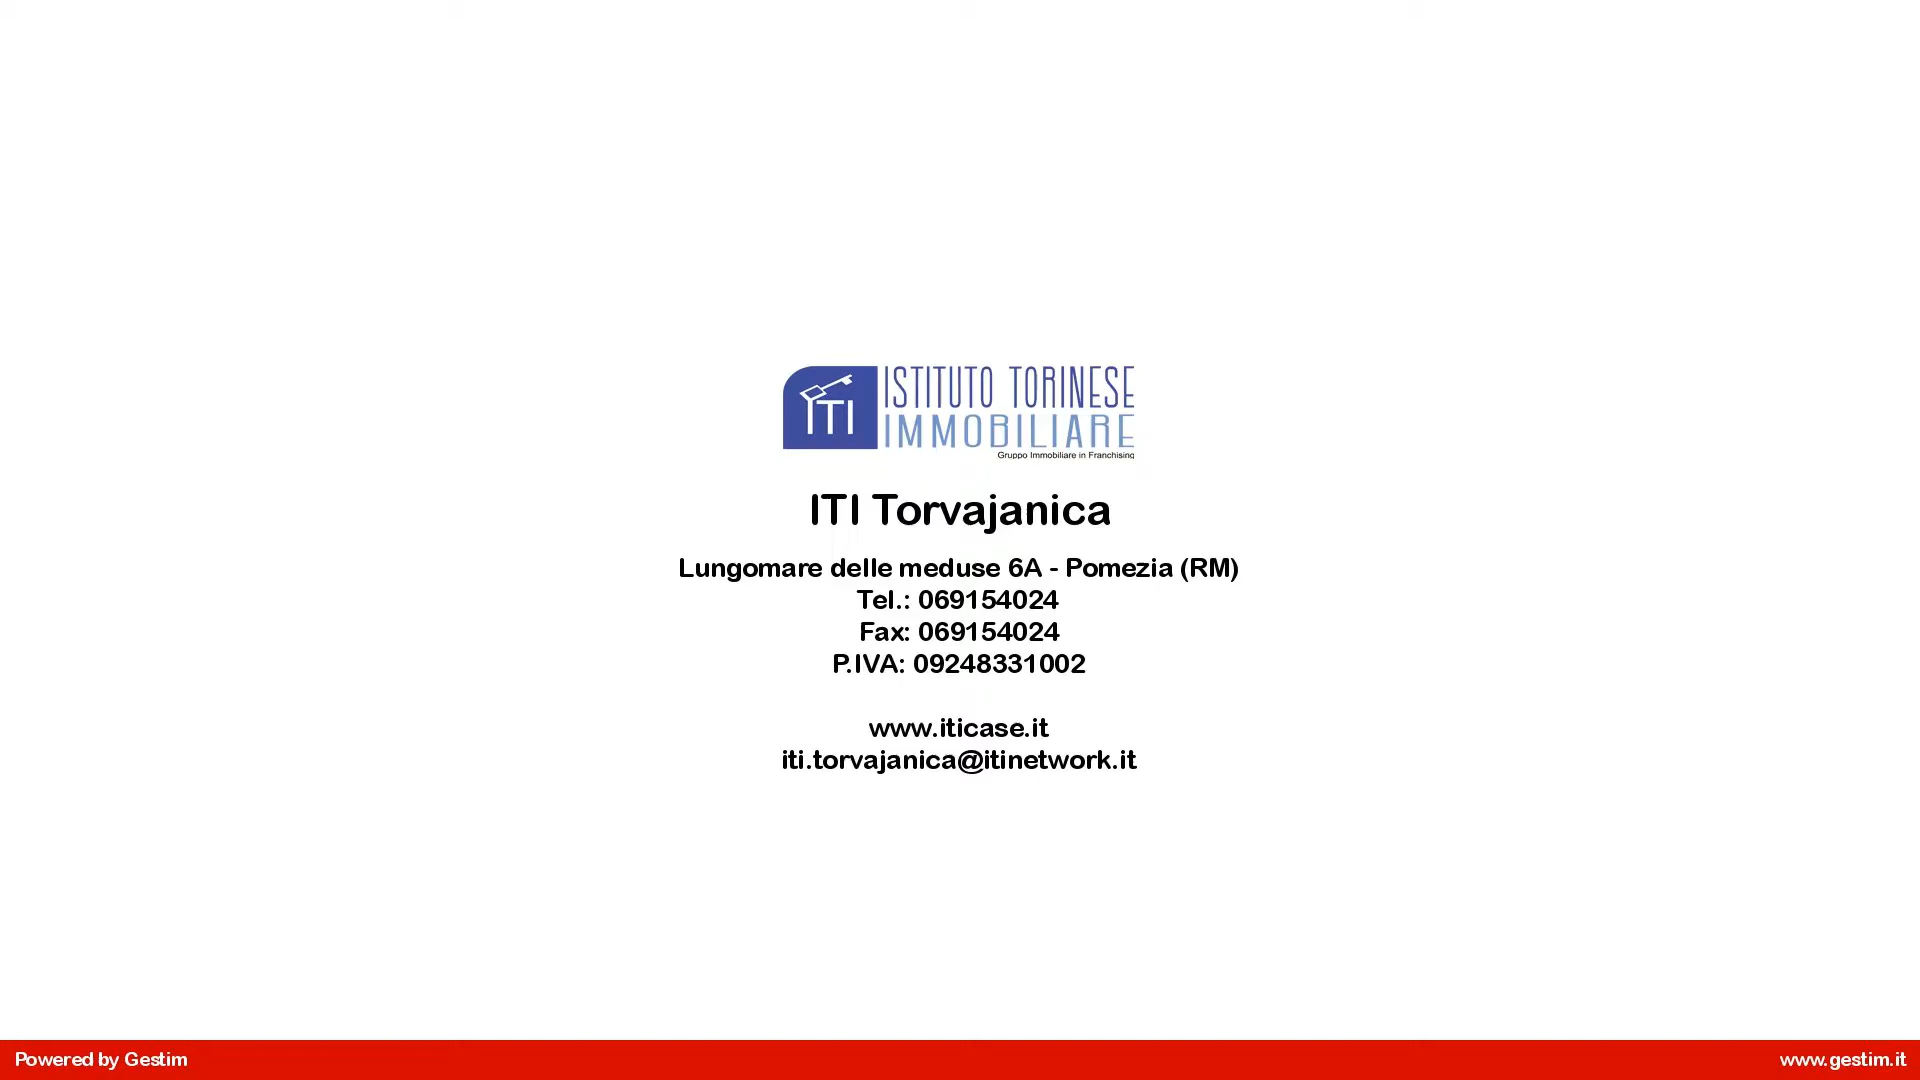 ITI
ISTITUTO TORINESE
IMMOBILIARE
Gruppo Immobiliare in Franchising
ITI Torvajanica
Lungomare delle meduse 6A - Pomezia (RM)
Tel.: 069154024
Fax: 069154024
P.IVA: 09248331002
www.iticase.it
iti.torvajanica@itinetwork.it
Powered by Gestim
www.gestim.it